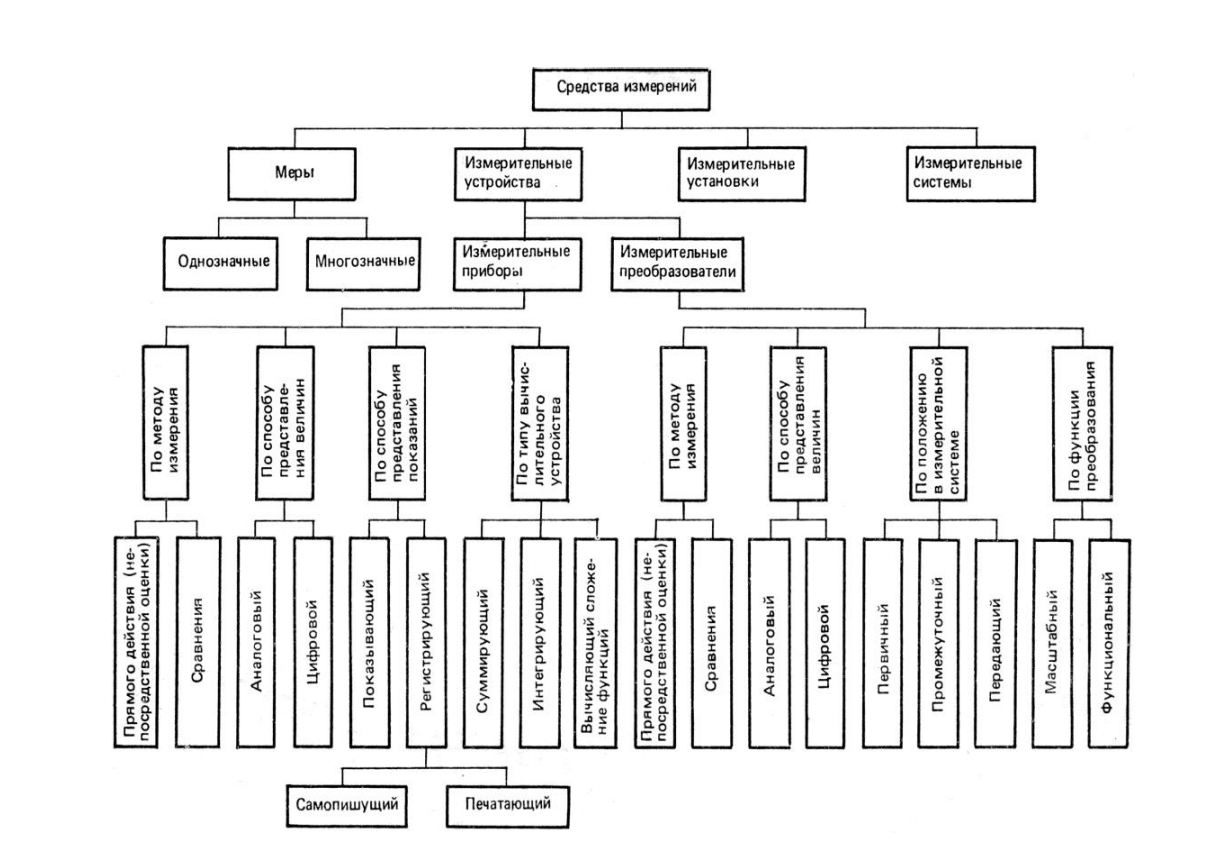 Средства измерений
Меры
Измерительные
устройства
Измерительные
установки
Измерительные
системы
Однозначные
Многозначные
Измерительные
приборы
Измерительные
преобразователи
По методу
измерения
По способу
представле-
ния величин
По способу
представления
показаний
По типу вычис-
лительного
устройства
По методу
измерения
По способу
представления
величин
По положению
в измерительной
системе
По функции
преобразования
Прямого действия (не-
посредственной оценки)
Сравнения
Аналоговый
Цифровой
Показывающий
Регистрирующий
Суммирующий
Интегрирующий
Вычисляющий сложе-
ние функций
Прямого действия (не-
посредственной оценки)
Сравнения
Аналоговый
Цифровой
Первичный
Промежуточный
Передающий
Масштабный
Функциональный
Самопишущий
Печатающий